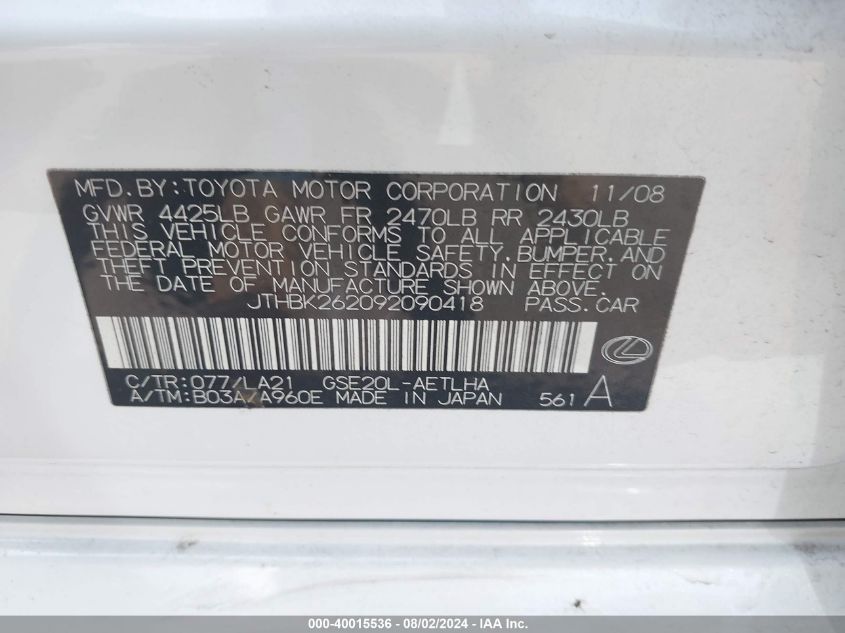 MFD.BY:TOYOTA MOTOR CORPORATION 11/08
GVWR 4425LB GAWR FR 2470LB RR 2430LB
THIS VEHICLE CONFORMS TO ALL APPLICABLE
FEDERAL MOTOR VEHICLE SAFETY,BUMPER,AND
THEFT PREVENTION STANDARDS IN EFFECT ON
THE DATE OF MANUFACTURE SHOWN ABOVE.
JTHBK262092090418 PASS.CAR
C/TR:077/LA21 GSE20L-AETLHA
A/TM:B03A/A960E MADE IN JAPAN 561 A
000-40015536 - 08/02/2024 - IAA Inc.